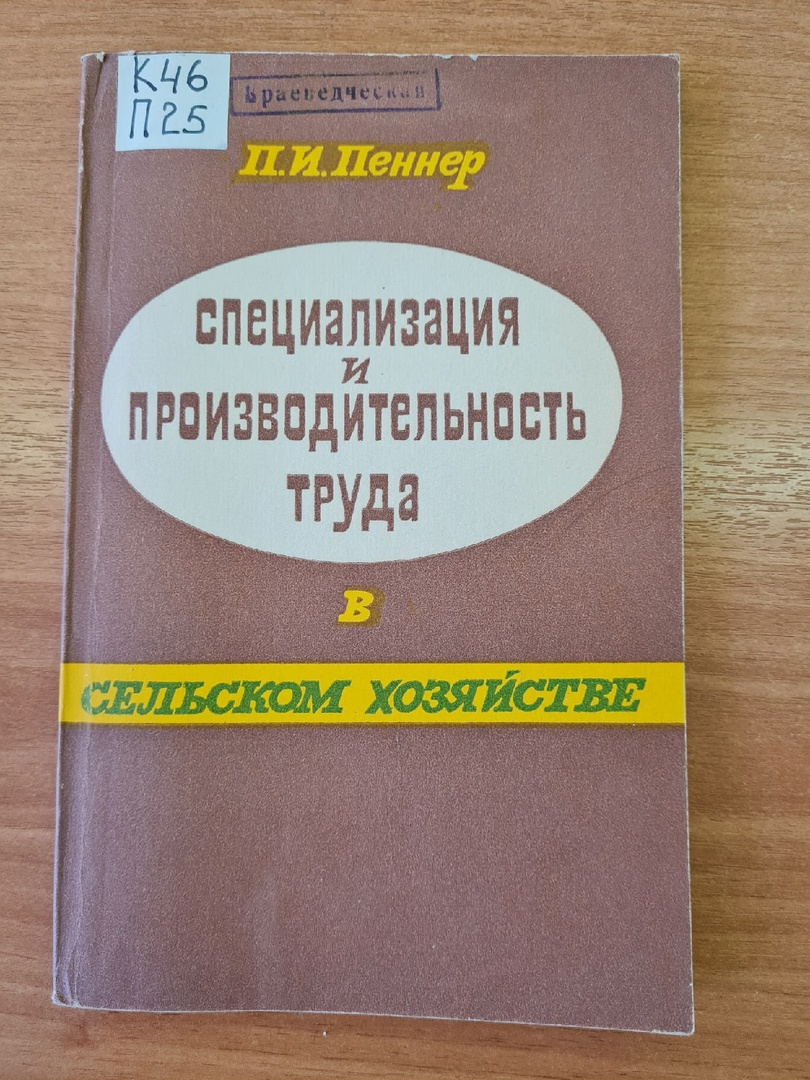 К46
П25
Краеведческая
П.И.Пеннер
СПЕЦИАЛИЗАЦИЯ
И
ПРОИЗВОДИТЕЛЬНОСТЬ
ТРУДА
В
СЕЛЬСКОМ ХОЗЯЙСТВЕ